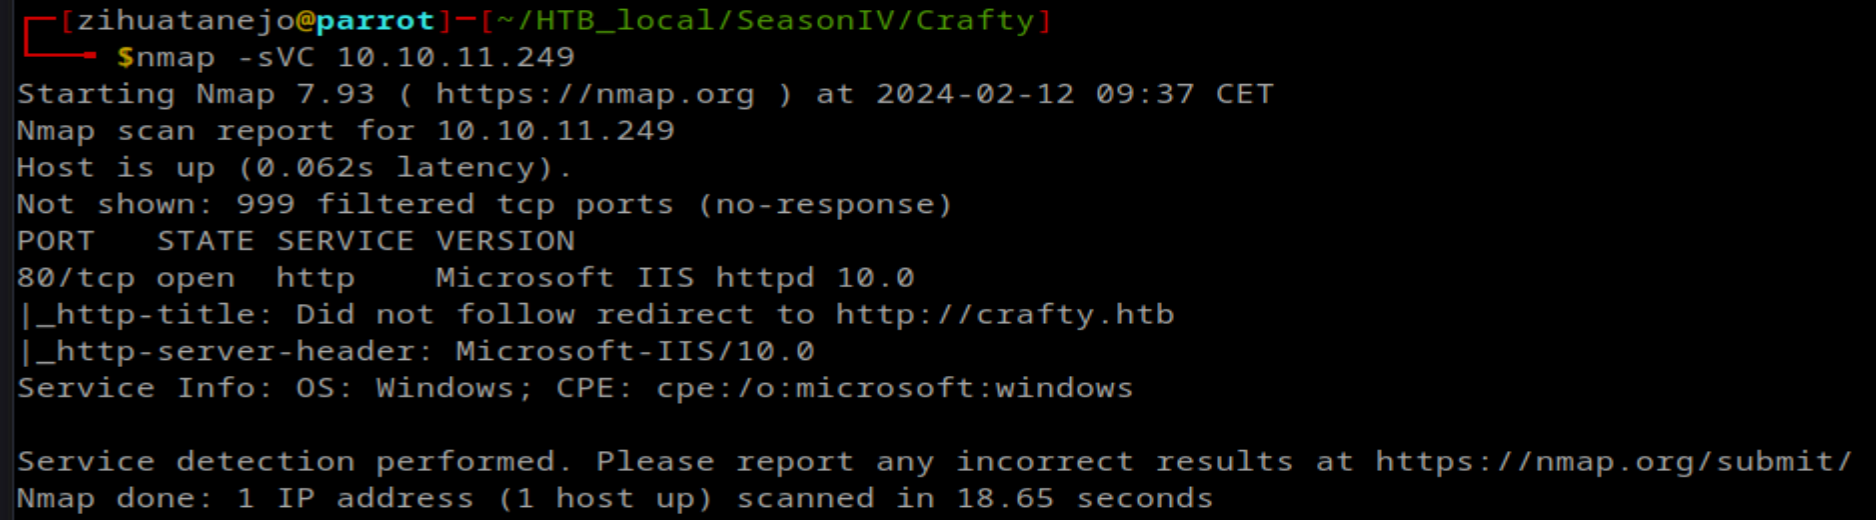 [zihuatanejo@parrot]─[~/HTB_local/SeasonIV/Crafty]
$nmap -sVC 10.10.11.249
Starting Nmap 7.93 ( https://nmap.org ) at 2024-02-12 09:37 CET
Nmap scan report for 10.10.11.249
Host is up (0.062s latency).
Not shown: 999 filtered tcp ports (no-response)
PORT   STATE SERVICE VERSION
80/tcp open  http    Microsoft IIS httpd 10.0
|_http-title: Did not follow redirect to http://crafty.htb
|_http-server-header: Microsoft-IIS/10.0
Service Info: OS: Windows; CPE: cpe:/o:microsoft:windows
Service detection performed. Please report any incorrect results at https://nmap.org/submit/
Nmap done: 1 IP address (1 host up) scanned in 18.65 seconds